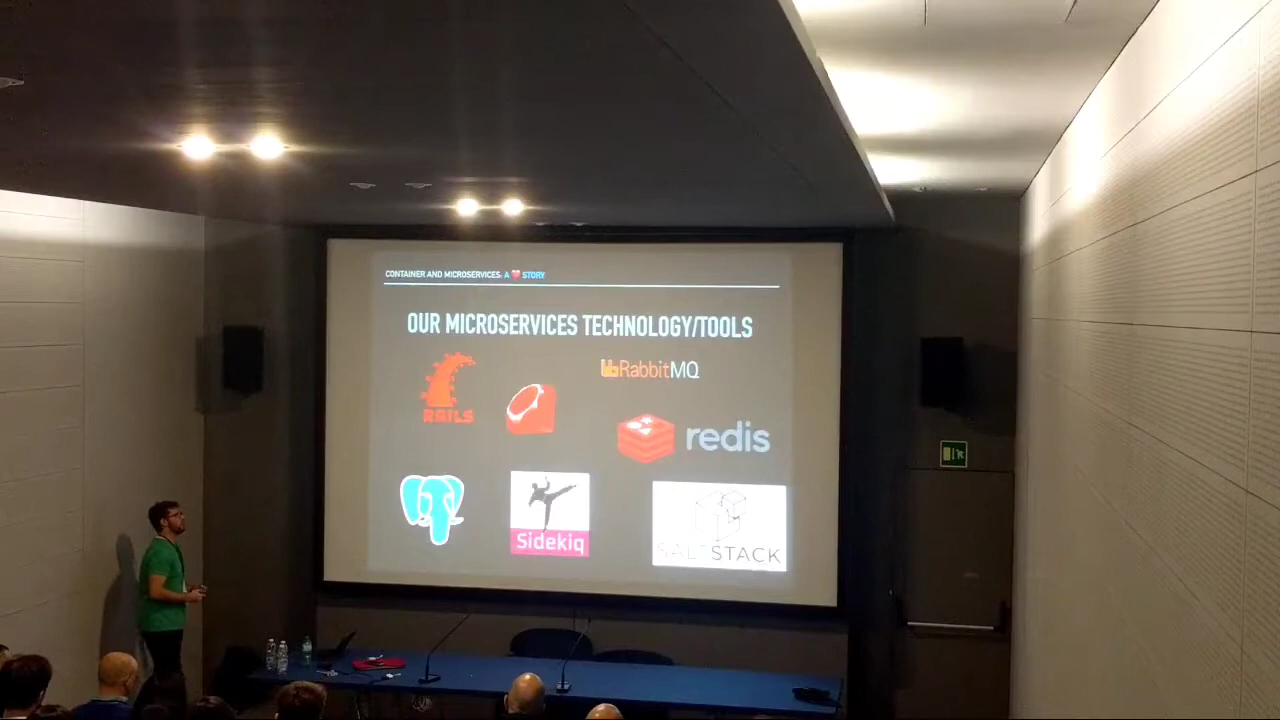 CONTAINER AND MICROSERVICES: A ❤ STORY
OUR MICROSERVICES TECHNOLOGY/TOOLS
RabbitMQ
RAILS
redis
Sidekiq
SALTSTACK